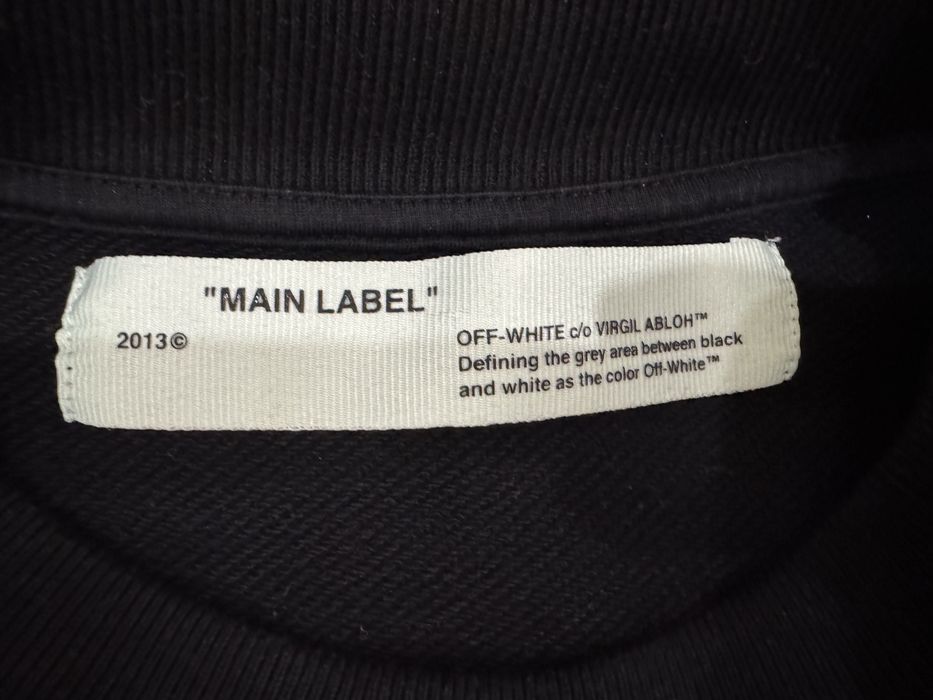 "MAIN LABEL"
2013©
OFF-WHITE c/o VIRGIL ABLOH™
Defining the grey area between black
and white as the color Off-White™